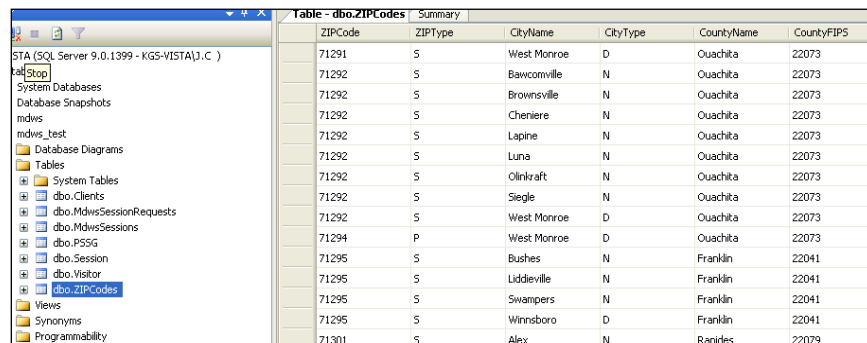 STA (SQL Server 9.0.1399 - KGS-VISTA\J.C )
Stop
System Databases
Database Snapshots
mdws
mdws_test
Database Diagrams
Tables
System Tables
dbo.Clients
dbo.MdwsSessionRequests
dbo.MdwsSessions
dbo.PSSG
dbo.Session
dbo.Visitor
dbo.ZIPCodes
Views
Synonyms
Programmability
Table - dbo.ZIPCodes Summary
ZIPCode ZIPType CityName CityType CountyName CountyFIPS
71291 S West Monroe D Ouachita 22073
71292 S Bawcomville N Ouachita 22073
71292 S Brownsville N Ouachita 22073
71292 S Cheniere N Ouachita 22073
71292 S Lapine N Ouachita 22073
71292 S Luna N Ouachita 22073
71292 S Olinkraft N Ouachita 22073
71292 S Siegle N Ouachita 22073
71292 S West Monroe D Ouachita 22073
71294 P West Monroe D Ouachita 22073
71295 S Bushes N Franklin 22041
71295 S Liddieville N Franklin 22041
71295 S Swampers N Franklin 22041
71295 S Winnsboro D Franklin 22041
71301 S Alex N Rapides 22079